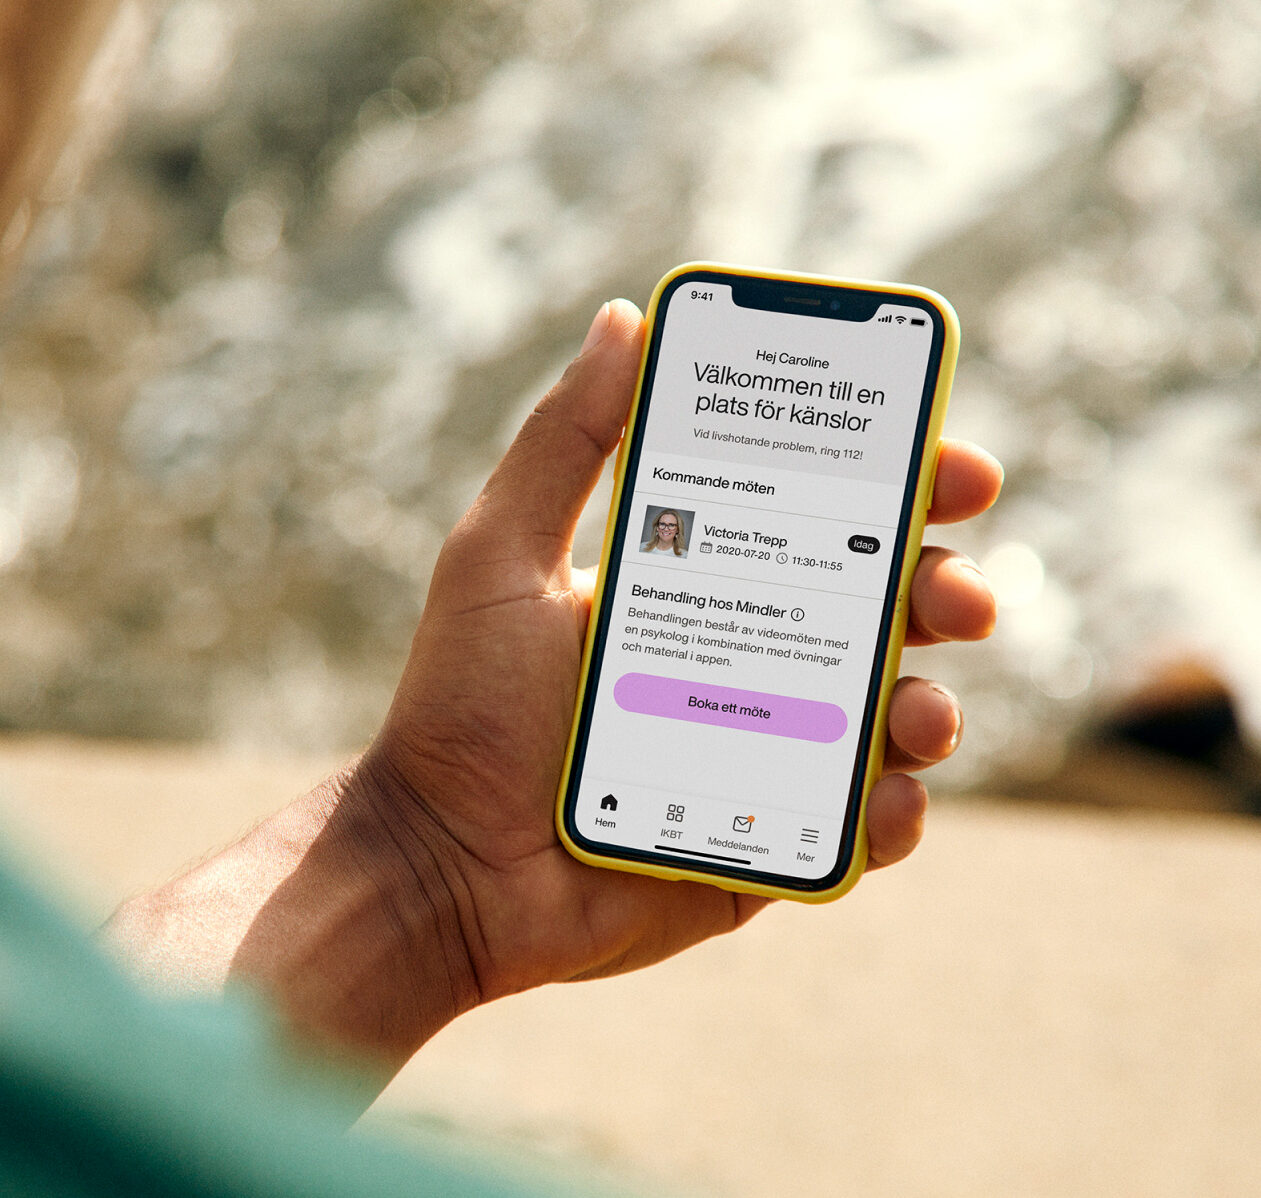 9:41
Hej Caroline
Välkommen till en
plats för känslor
Vid livshotande problem, ring 112!
Kommande möten
Victoria Trepp
Idag
2020-07-20 11:30-11:55
Behandling hos Mindler
Behandlingen består av videomöten med
en psykolog i kombination med övningar
och material i appen.
Boka ett möte
Hem IKBT Meddelanden Mer